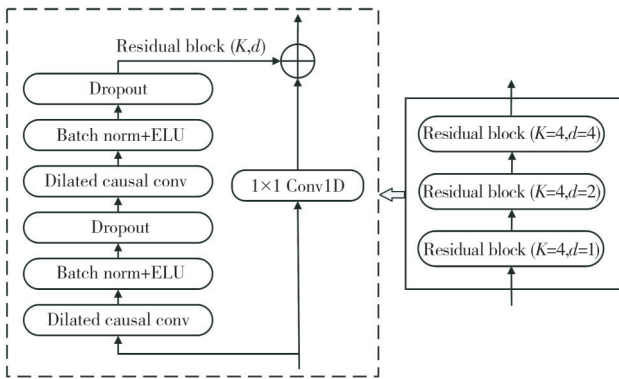 Residual block (K,d)
Dropout
Batch norm+ELU
Dilated causal conv
Dropout
Batch norm+ELU
Dilated causal conv
1×1 Conv1D
Residual block (K=4,d=4)
Residual block (K=4,d=2)
Residual block (K=4,d=1)